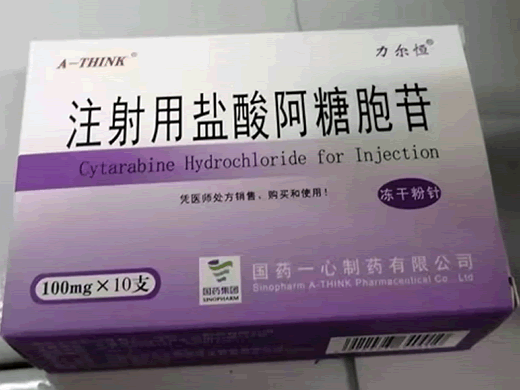 A-THINK®
力尔恒®
注射用盐酸阿糖胞苷
Cytarabine Hydrochloride for Injection
凭医师处方销售、购买和使用!
冻干粉针
100mg×10支
国药集团
SINOPHARM
国药一心制药有限公司
Sinopharm A-THINK Pharmaceutical Co Ltd